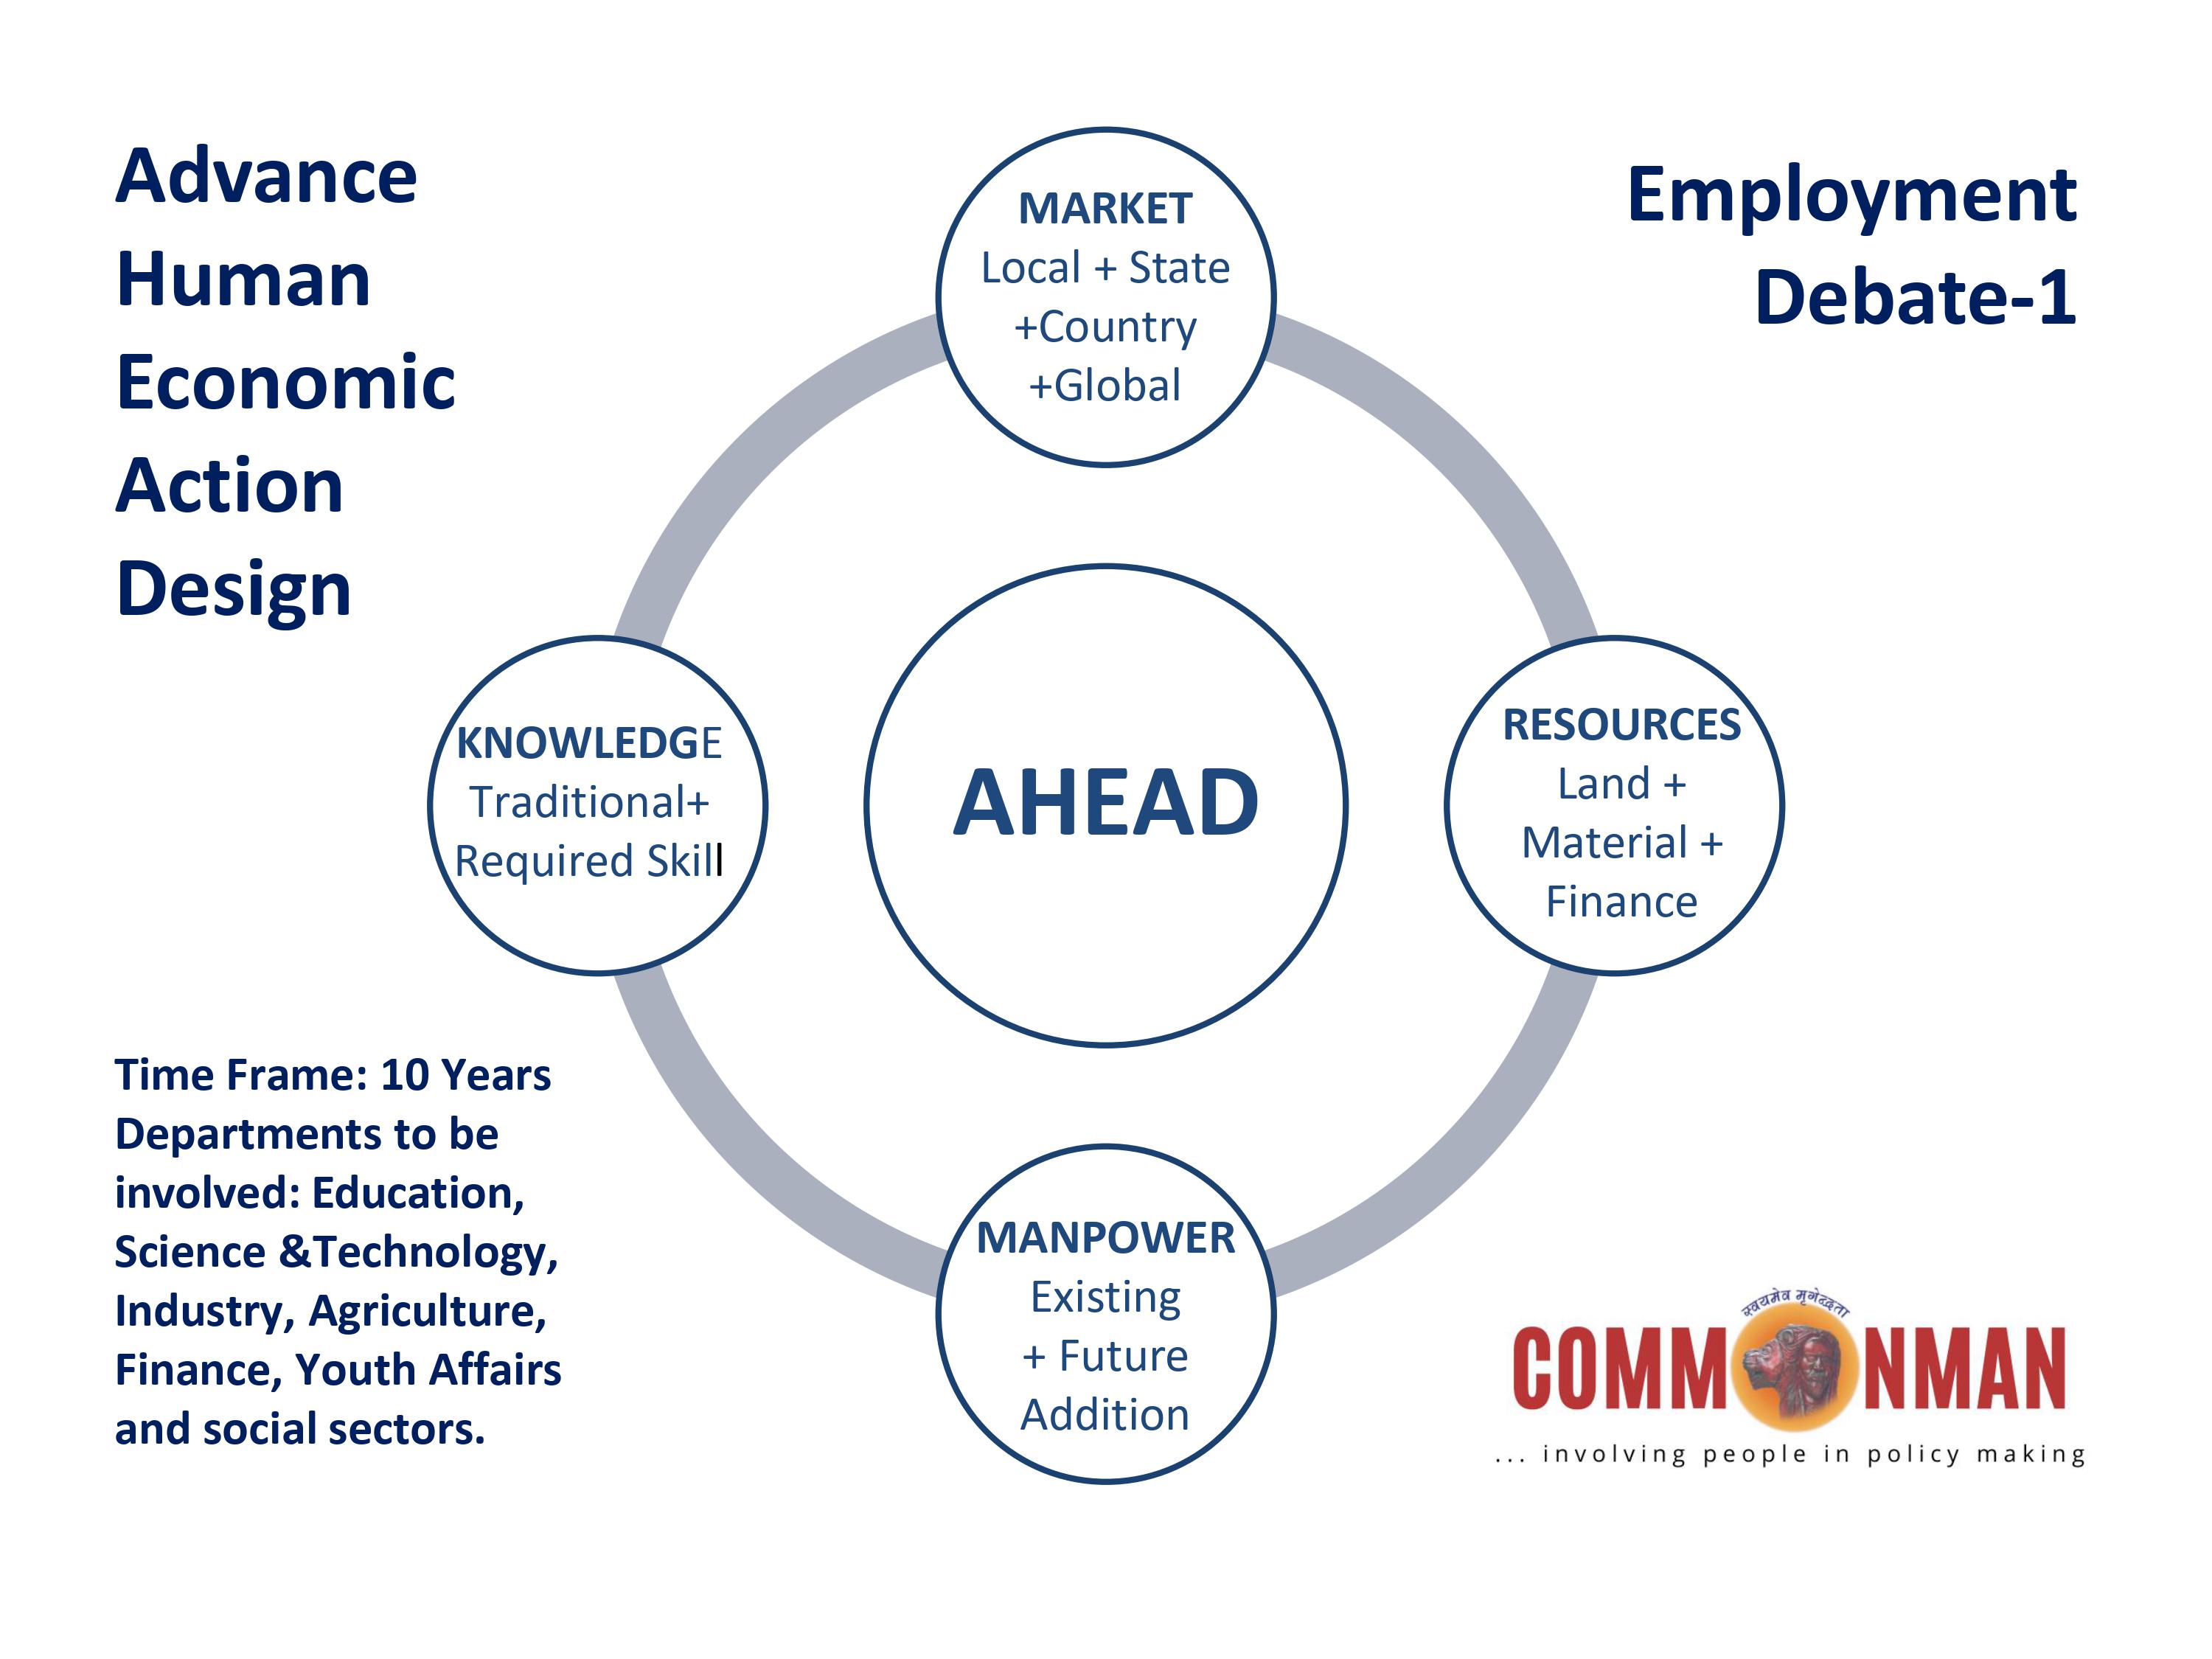 Advance
Human
Economic
Action
Design
Employment
Debate-1
MARKET
Local + State
+Country
+Global
KNOWLEDGE
Traditional+
Required Skill
AHEAD
RESOURCES
Land +
Material +
Finance
MANPOWER
Existing
+ Future
Addition
Time Frame: 10 Years
Departments to be
involved: Education,
Science &Technology,
Industry, Agriculture,
Finance, Youth Affairs
and social sectors.
स्वयमेव मृगेन्द्रता
COMMONMAN
... involving people in policy making